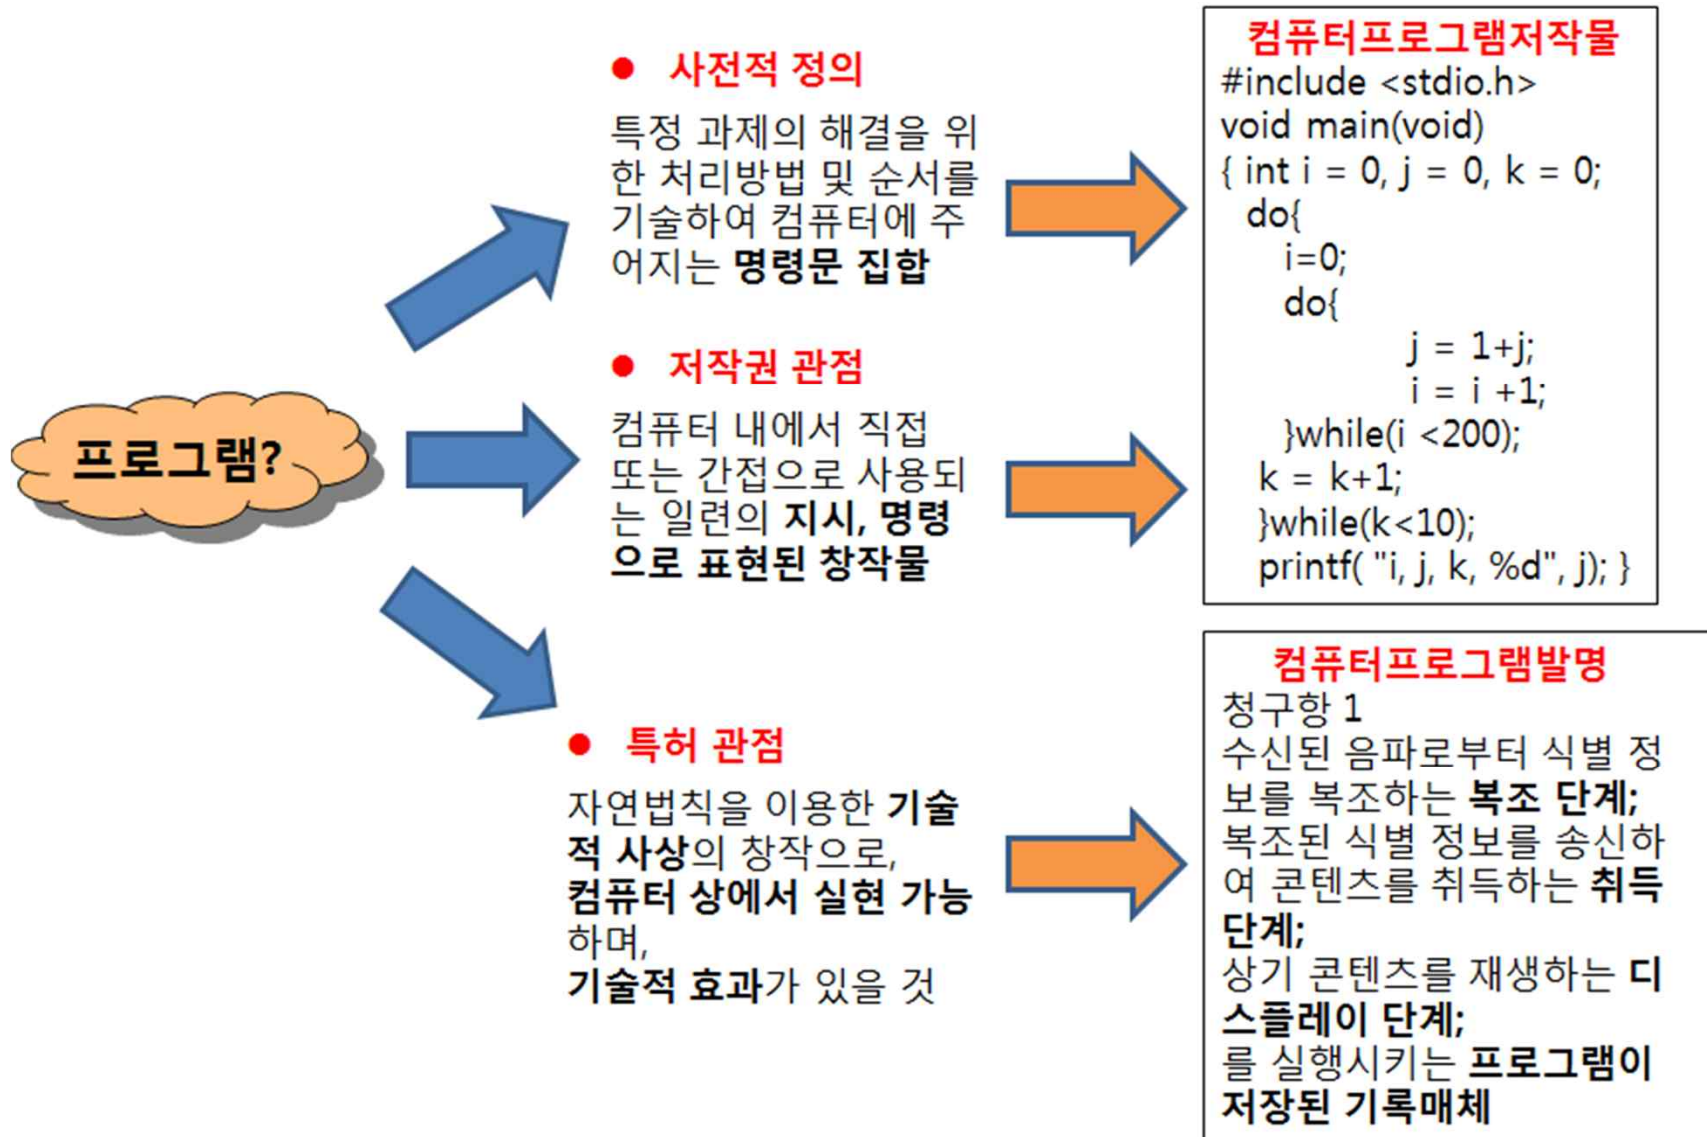 프로그램?
● 사전적 정의
특정 과제의 해결을 위
한 처리방법 및 순서를
기술하여 컴퓨터에 주
어지는 명령문 집합
● 저작권 관점
컴퓨터 내에서 직접
또는 간접으로 사용되
는 일련의 지시, 명령
으로 표현된 창작물
● 특허 관점
자연법칙을 이용한 기술
적 사상의 창작으로,
컴퓨터 상에서 실현 가능
하며,
기술적 효과가 있을 것
컴퓨터프로그램저작물
#include <stdio.h>
void main(void)
{ int i = 0, j = 0, k = 0;
do{
i=0;
do{
j = 1+j;
i = i +1;
}while(i <200);
k = k+1;
}while(k<10);
printf( "i, j, k, %d", j); }
컴퓨터프로그램발명
청구항 1
수신된 음파로부터 식별 정
보를 복조하는 복조 단계;
복조된 식별 정보를 송신하
여 콘텐츠를 취득하는 취득
단계;
상기 콘텐츠를 재생하는 디
스플레이 단계;
를 실행시키는 프로그램이
저장된 기록매체